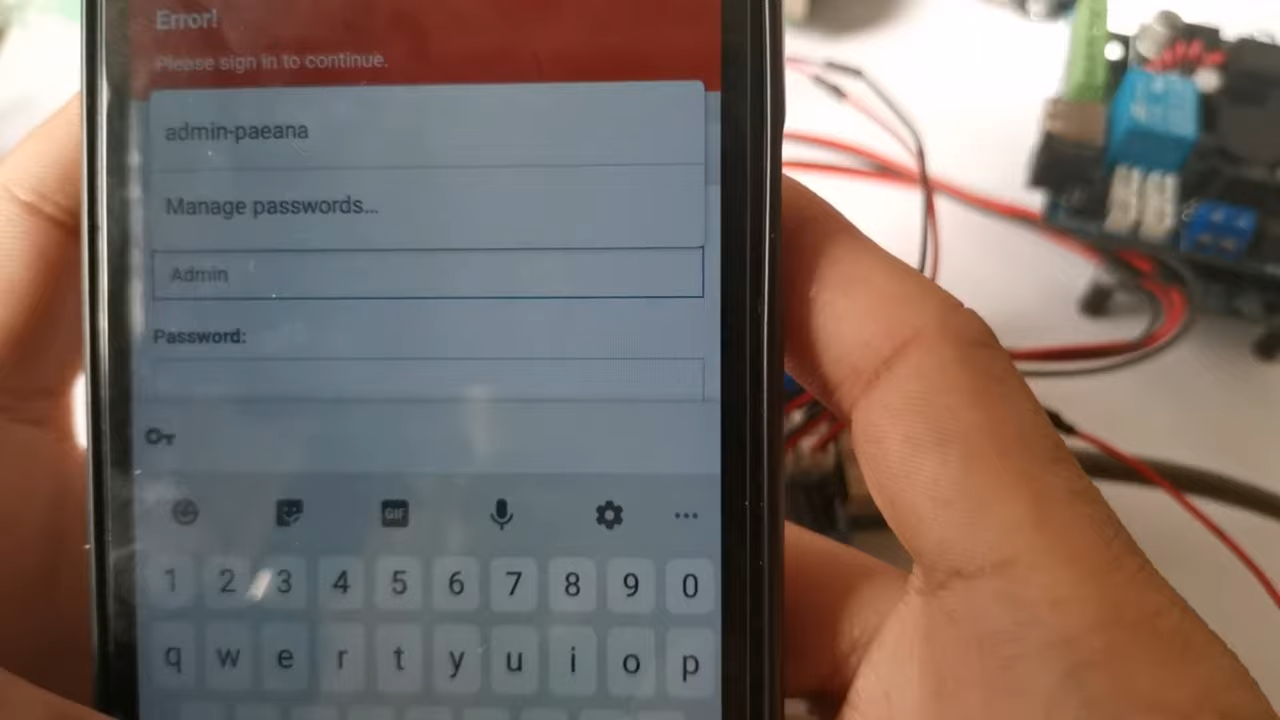 Error!
Please sign in to continue.
admin-paeana
Manage passwords...
Admin
Password:
GIF
1 2 3 4 5 6 7 8 9 0
q w e r t y u i o p